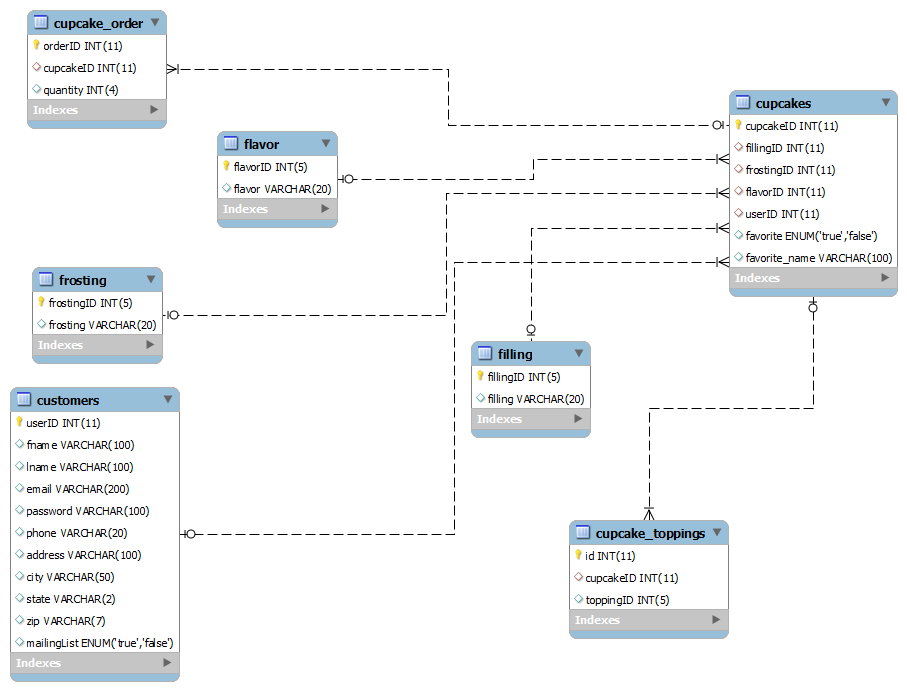 cupcake_order
orderID INT(11)
cupcakeID INT(11)
quantity INT(4)
Indexes
flavor
flavorID INT(5)
flavor VARCHAR(20)
Indexes
frosting
frostingID INT(5)
frosting VARCHAR(20)
Indexes
customers
userID INT(11)
fname VARCHAR(100)
lname VARCHAR(100)
email VARCHAR(200)
password VARCHAR(100)
phone VARCHAR(20)
address VARCHAR(100)
city VARCHAR(50)
state VARCHAR(2)
zip VARCHAR(7)
mailingList ENUM('true','false')
Indexes
filling
fillingID INT(5)
filling VARCHAR(20)
Indexes
cupcakes
cupcakeID INT(11)
fillingID INT(11)
frostingID INT(11)
flavorID INT(11)
userID INT(11)
favorite ENUM('true','false')
favorite_name VARCHAR(100)
Indexes
cupcake_toppings
id INT(11)
cupcakeID INT(11)
toppingID INT(5)
Indexes